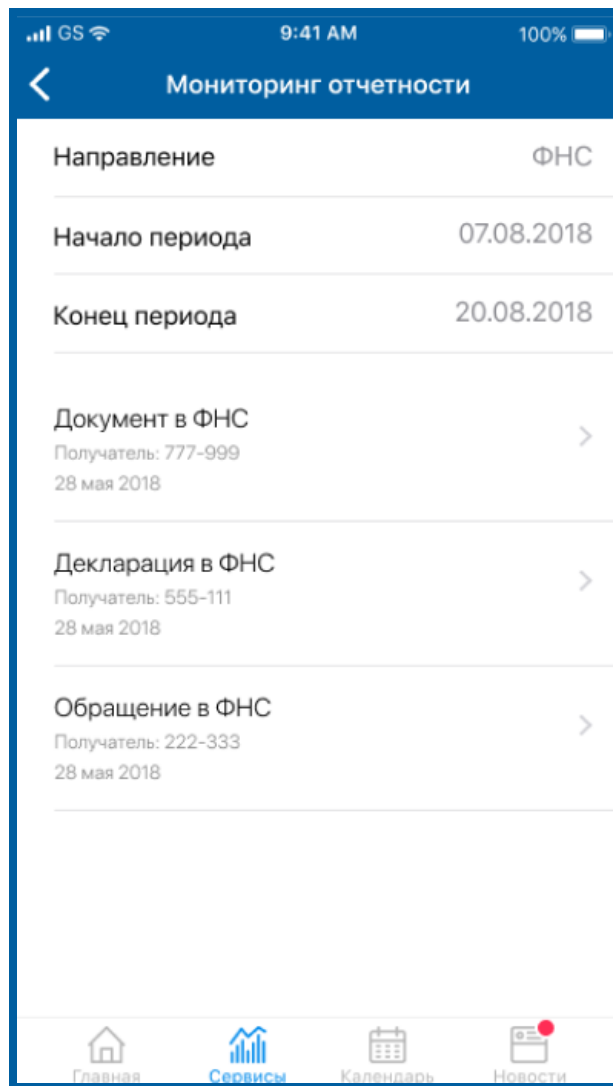 GS 9:41 AM 100%
Мониторинг отчетности
Направление ФНС
Начало периода 07.08.2018
Конец периода 20.08.2018
Документ в ФНС
Получатель: 777-999
28 мая 2018
Декларация в ФНС
Получатель: 555-111
28 мая 2018
Обращение в ФНС
Получатель: 222-333
28 мая 2018
Главная Сервисы Календарь Новости